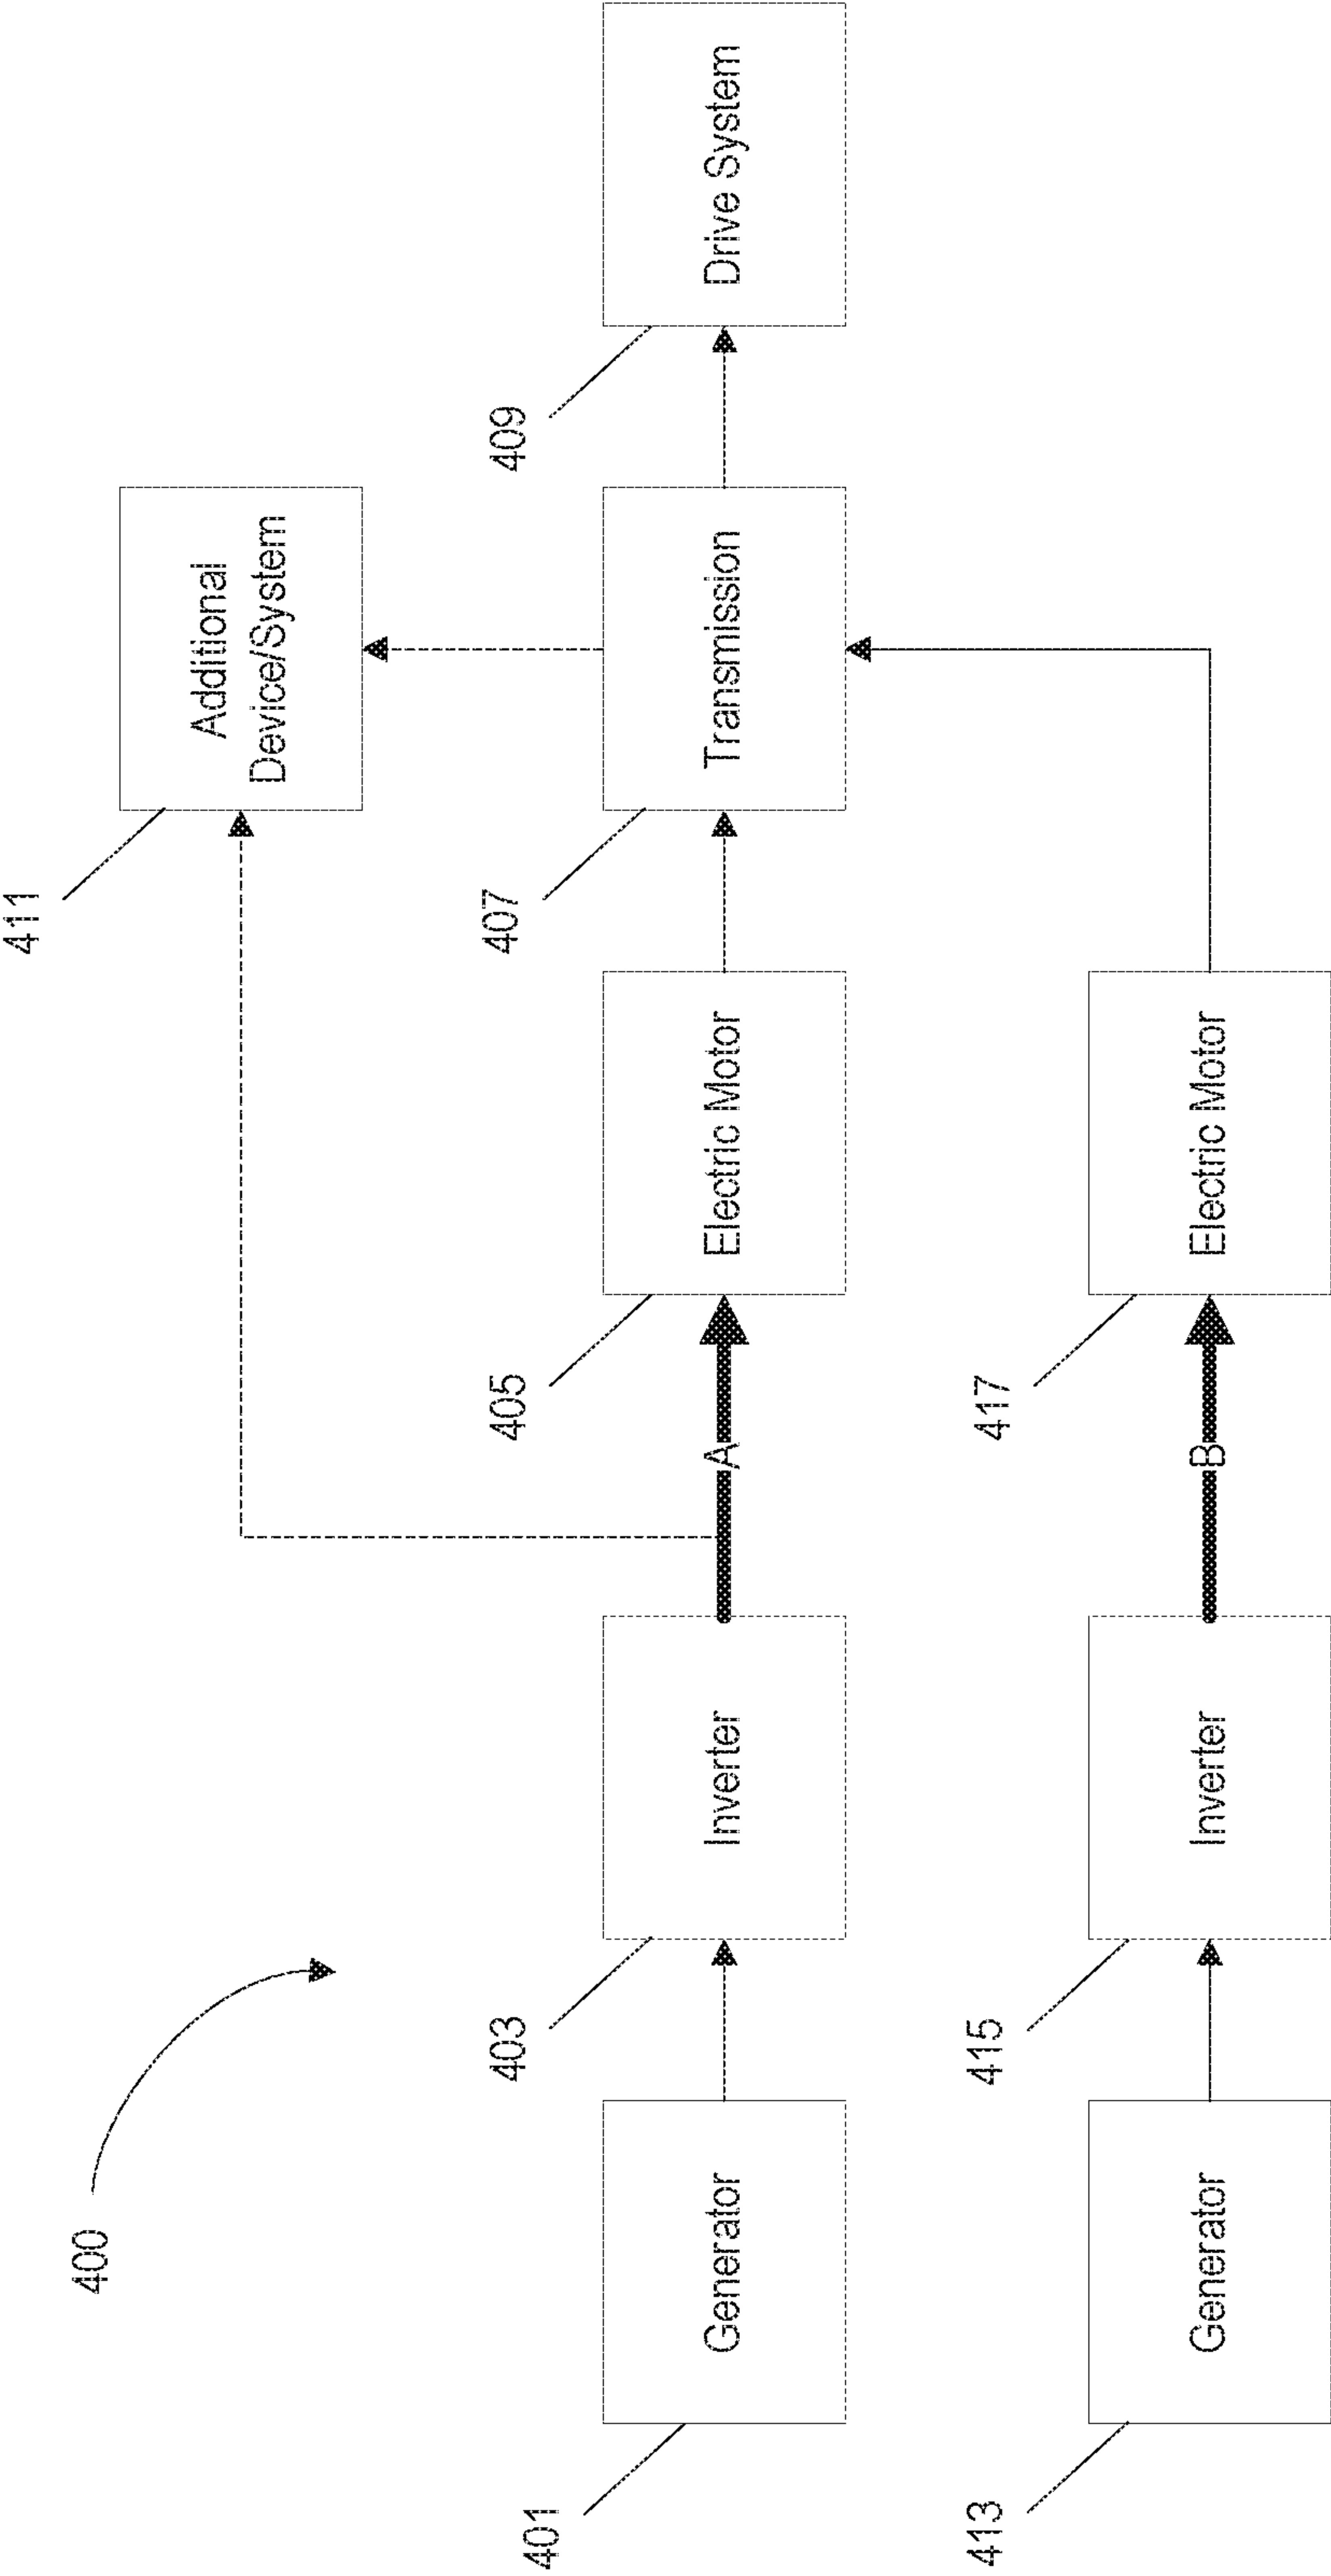 411
Additional
Device/System
400
401
Generator
403
Inverter
A
405
Electric Motor
407
Transmission
409
Drive System
413
Generator
415
Inverter
B
417
Electric Motor